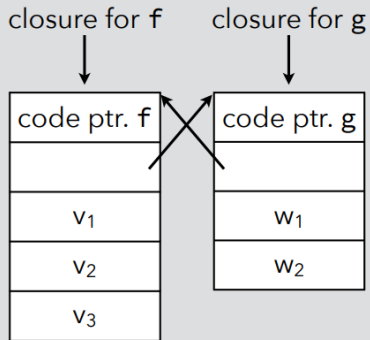 closure for f closure for g
code ptr. f code ptr. g
v₁ w₁
v₂ w₂
v₃